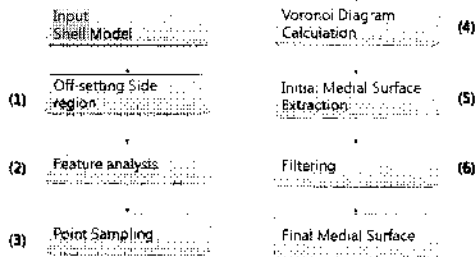 Input
Shell Model
(1)
Off-setting Side
region
(2)
Feature analysis
(3)
Point Sampling
Voronoi Diagram
Calculation
(4)
Initial Medial Surface
Extraction
(5)
Filtering
(6)
Final Medial Surface